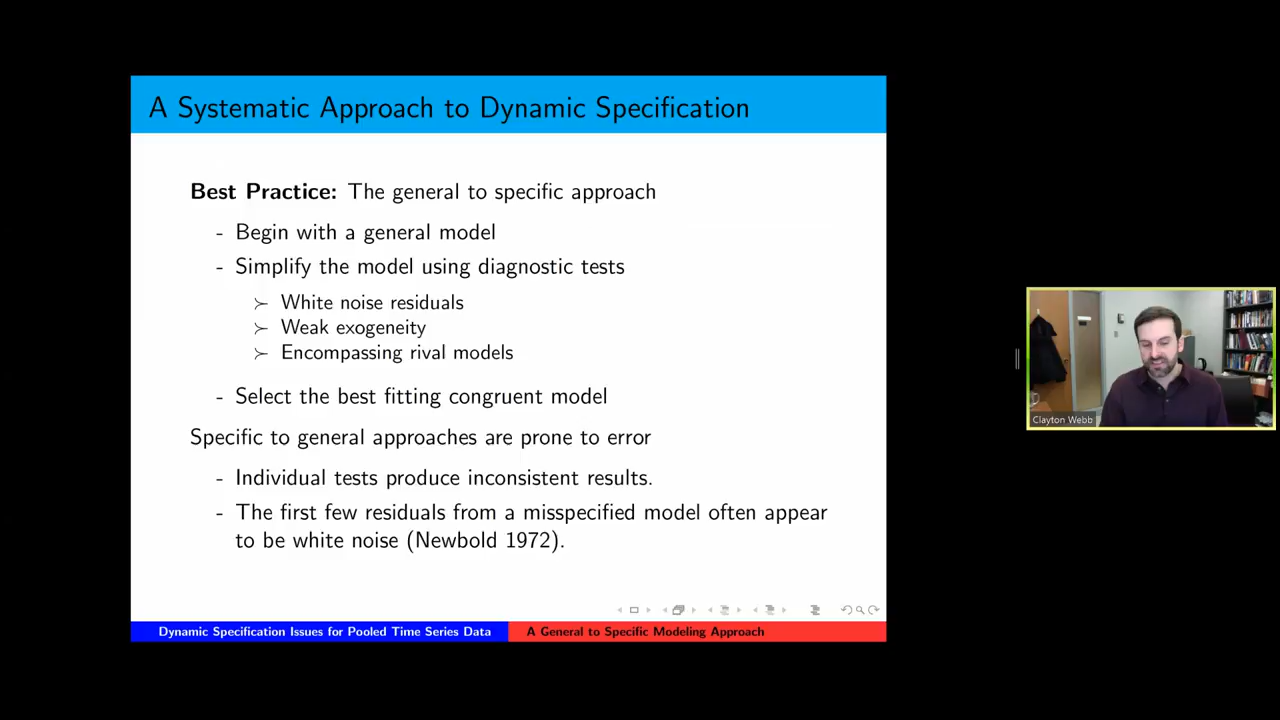 A Systematic Approach to Dynamic Specification
Best Practice: The general to specific approach
- Begin with a general model
- Simplify the model using diagnostic tests
≻ White noise residuals
≻ Weak exogeneity
≻ Encompassing rival models
- Select the best fitting congruent model
Specific to general approaches are prone to error
- Individual tests produce inconsistent results.
- The first few residuals from a misspecified model often appear
to be white noise (Newbold 1972).
Dynamic Specification Issues for Pooled Time Series Data
A General to Specific Modeling Approach
Clayton Webb